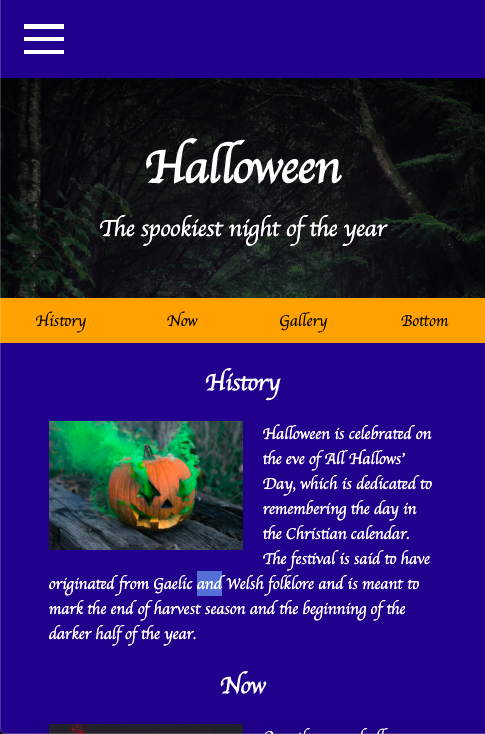 Halloween
The spookiest night of the year
History
Now
Gallery
Bottom
History
Halloween is celebrated on
the eve of 'All Hallows'
Day, which is dedicated to
remembering the day in
the Christian calendar.
The festival is said to have
originated from Gaelic and Welsh folklore and is meant to
mark the end of harvest season and the beginning of the
darker half of the year.
Now